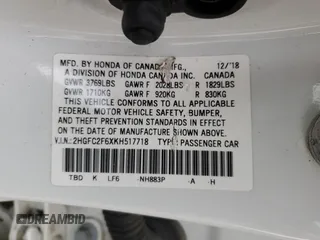 MFD. BY HONDA OF CANADA MFG., 12/'18
A DIVISION OF HONDA CANADA INC. CANADA
GVWR 3769LBS GAWR F 2028LBS R 1829LBS
GVWR 1710KG GAWR F 920KG R 830KG
THIS VEHICLE CONFORMS TO ALL APPLICABLE
FEDERAL MOTOR VEHICLE SAFETY, BUMPER,
AND THEFT PREVENTION STANDARDS IN EFFECT
ON THE DATE OF MANUFACTURE SHOWN ABOVE.
V.I.N.: 2HGFC2F6XKH517718 TYPE: PASSENGER CAR
TBD K LF6 NH883P -A -H
DREAMBID